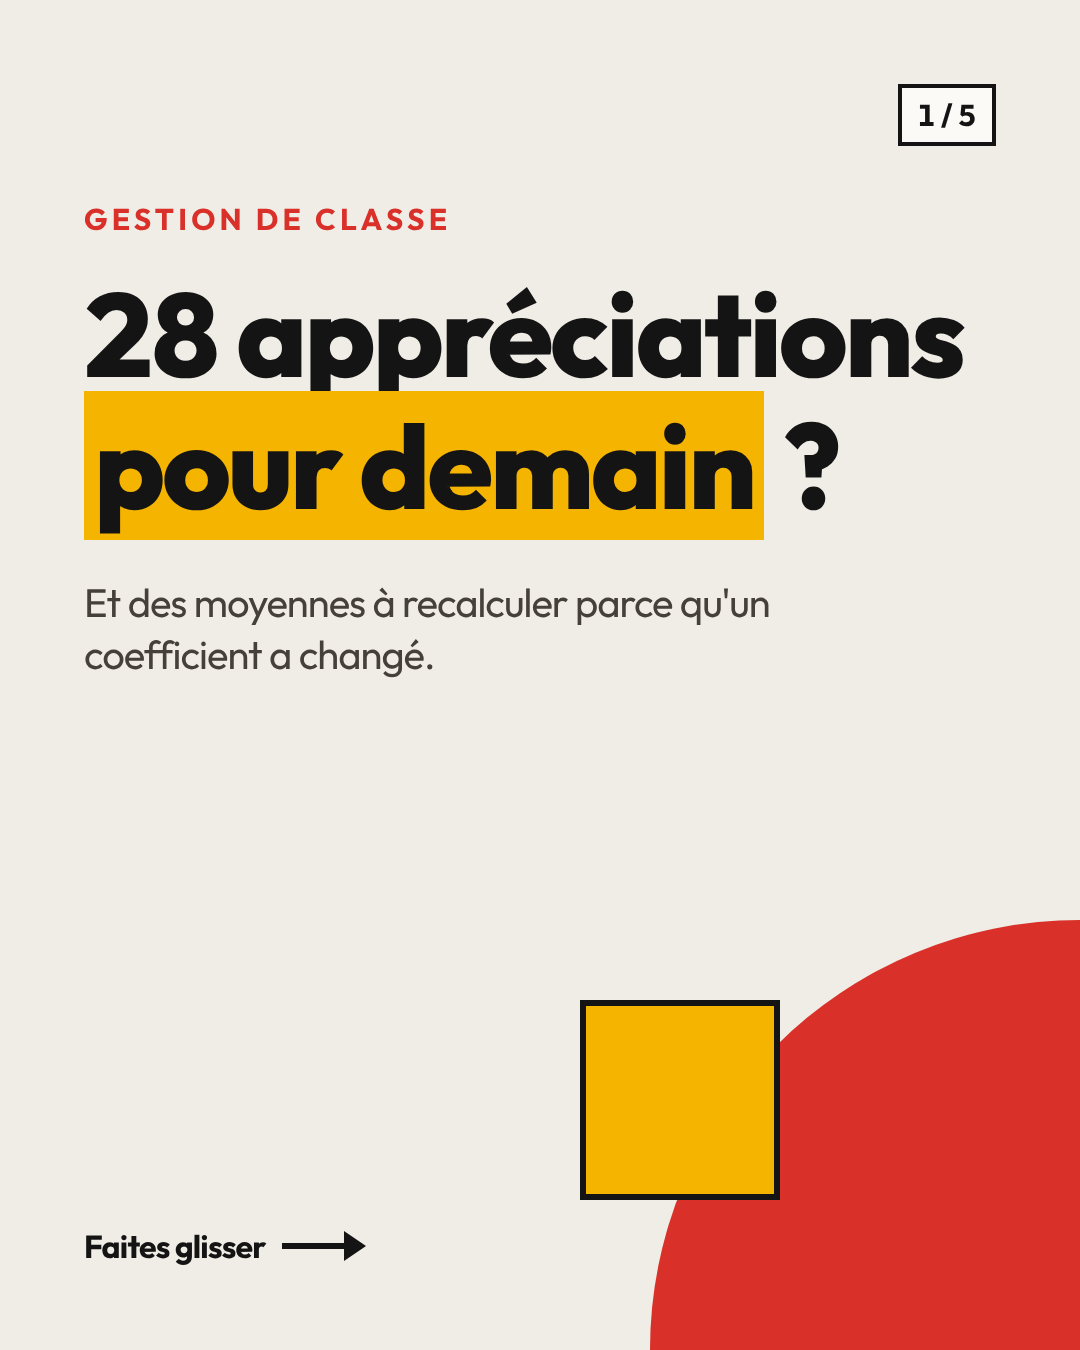 1/5
GESTION DE CLASSE
28 appréciations
pour demain ?
Et des moyennes à recalculer parce qu'un
coefficient a changé.
Faites glisser